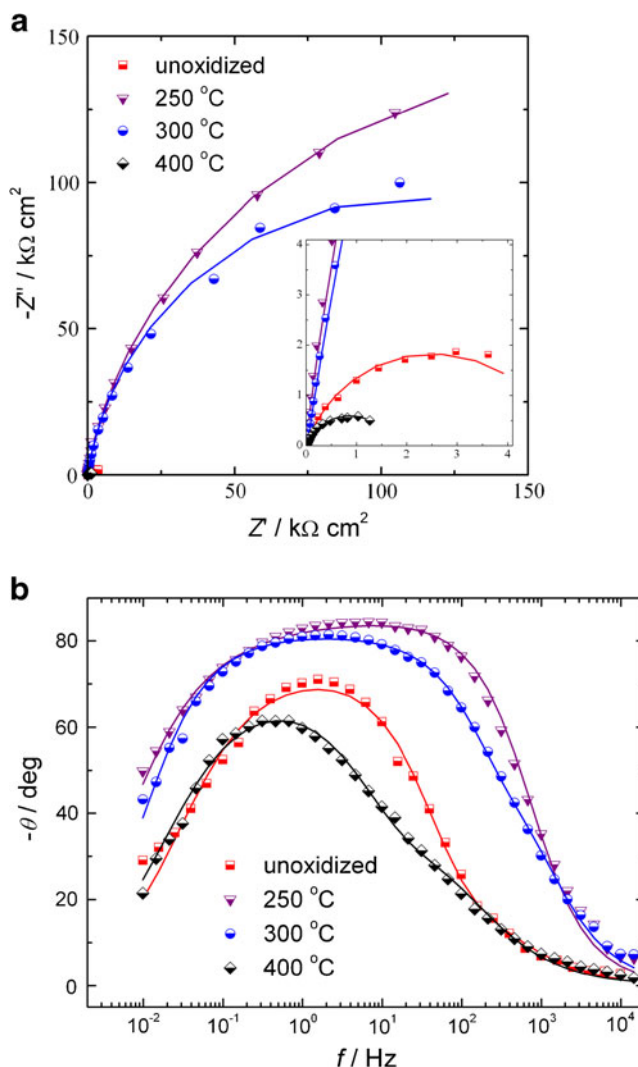 a
150
100
50
0
-Z'' / kΩ cm²
unoxidized
250 °C
300 °C
400 °C
4
3
2
1
0
0 1 2 3 4
0 50 100 150
Z' / kΩ cm²
b
80
60
40
20
0
-θ / deg
unoxidized
250 °C
300 °C
400 °C
10⁻² 10⁻¹ 10⁰ 10¹ 10² 10³ 10⁴
f / Hz